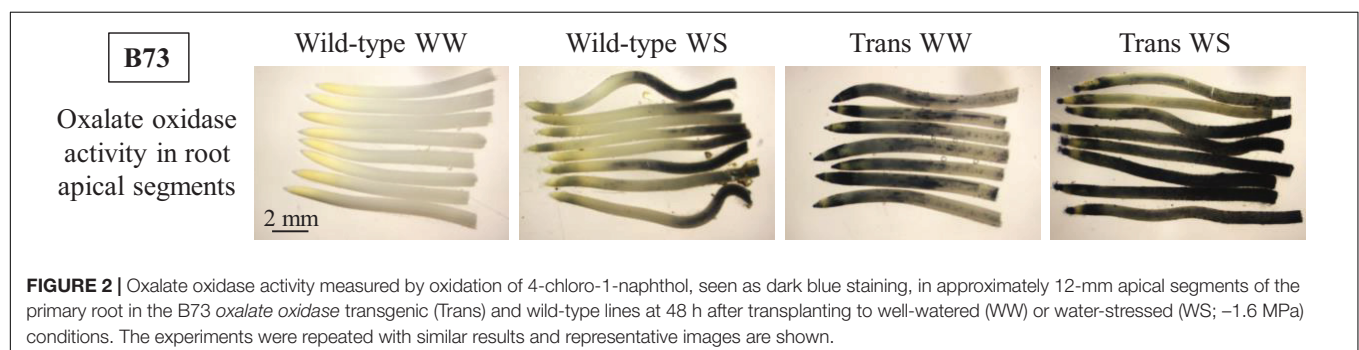 B73
Oxalate oxidase
activity in root
apical segments
Wild-type WW
Wild-type WS
Trans WW
Trans WS
2 mm
FIGURE 2 | Oxalate oxidase activity measured by oxidation of 4-chloro-1-naphthol, seen as dark blue staining, in approximately 12-mm apical segments of the
primary root in the B73 oxalate oxidase transgenic (Trans) and wild-type lines at 48 h after transplanting to well-watered (WW) or water-stressed (WS; –1.6 MPa)
conditions. The experiments were repeated with similar results and representative images are shown.